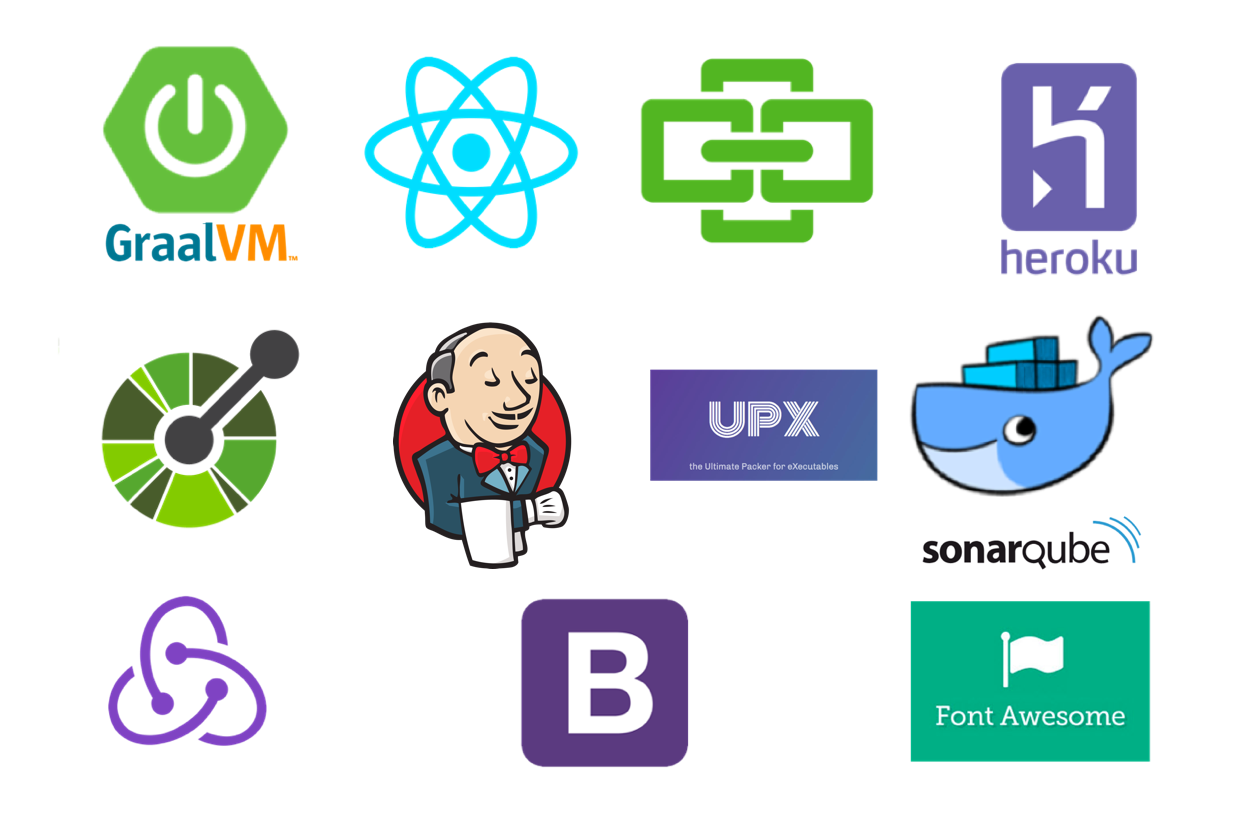 GraalVM™
heroku
UPX
the Ultimate Packer for eXecutables
sonarqube
B
Font Awesome